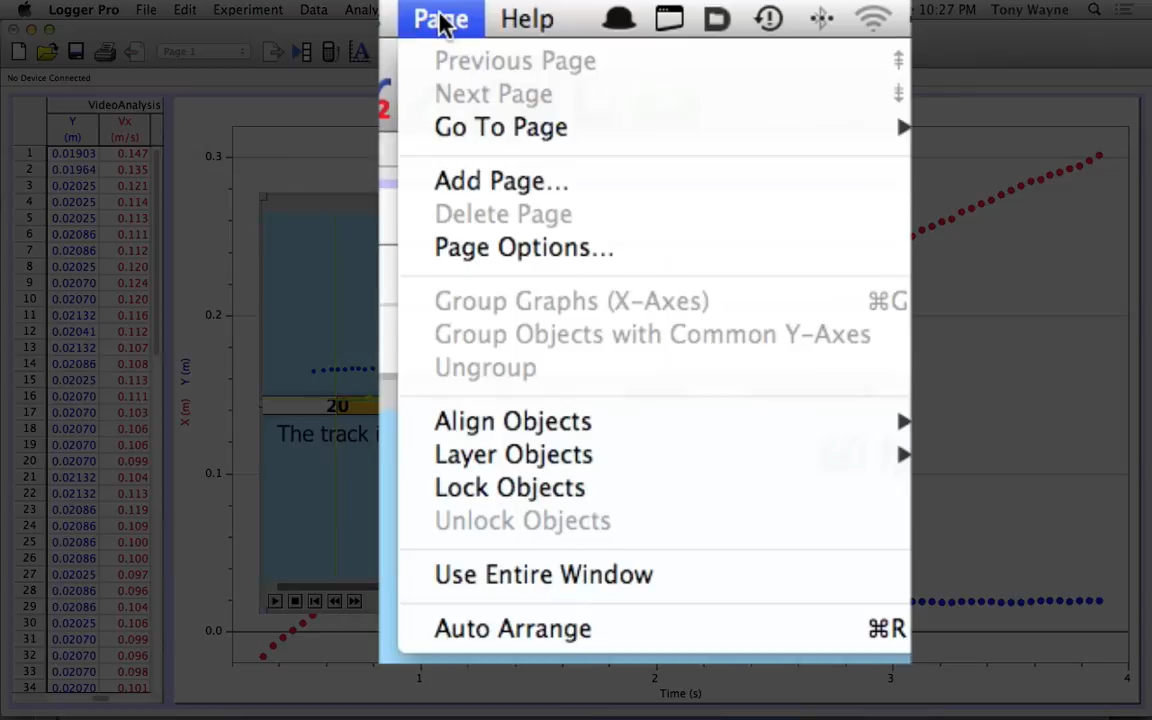 Logger Pro File Edit Experiment Data Analy Page Help 10:27 PM Tony Wayne
Page 1
No Device Connected
Previous Page
Next Page
Go To Page
Add Page...
Delete Page
Page Options...
Group Graphs (X-Axes) ⌘G
Group Objects with Common Y-Axes
Ungroup
Align Objects
Layer Objects
Lock Objects
Unlock Objects
Use Entire Window
Auto Arrange ⌘R
VideoAnalysis
Y Vx
(m) (m/s)
1 0.01903 0.147
2 0.01964 0.135
3 0.02025 0.121
4 0.02025 0.114
5 0.02025 0.113
6 0.02086 0.111
7 0.02086 0.112
8 0.02025 0.120
9 0.02070 0.124
10 0.02070 0.120
11 0.02132 0.116
12 0.02041 0.112
13 0.02132 0.107
14 0.02086 0.108
15 0.02025 0.113
16 0.02070 0.111
17 0.02070 0.103
18 0.02070 0.106
19 0.02070 0.106
20 0.02070 0.099
21 0.02132 0.104
22 0.02132 0.113
23 0.02086 0.119
24 0.02086 0.109
25 0.02086 0.100
26 0.02086 0.100
27 0.02025 0.097
28 0.02086 0.096
29 0.02086 0.104
30 0.02025 0.106
31 0.02070 0.099
32 0.02070 0.096
33 0.02070 0.098
34 0.02070 0.101
0.3
0.2
0.1
0.0
X (m) Y (m)
20
The track i
2
1 2 3 4
Time (s)